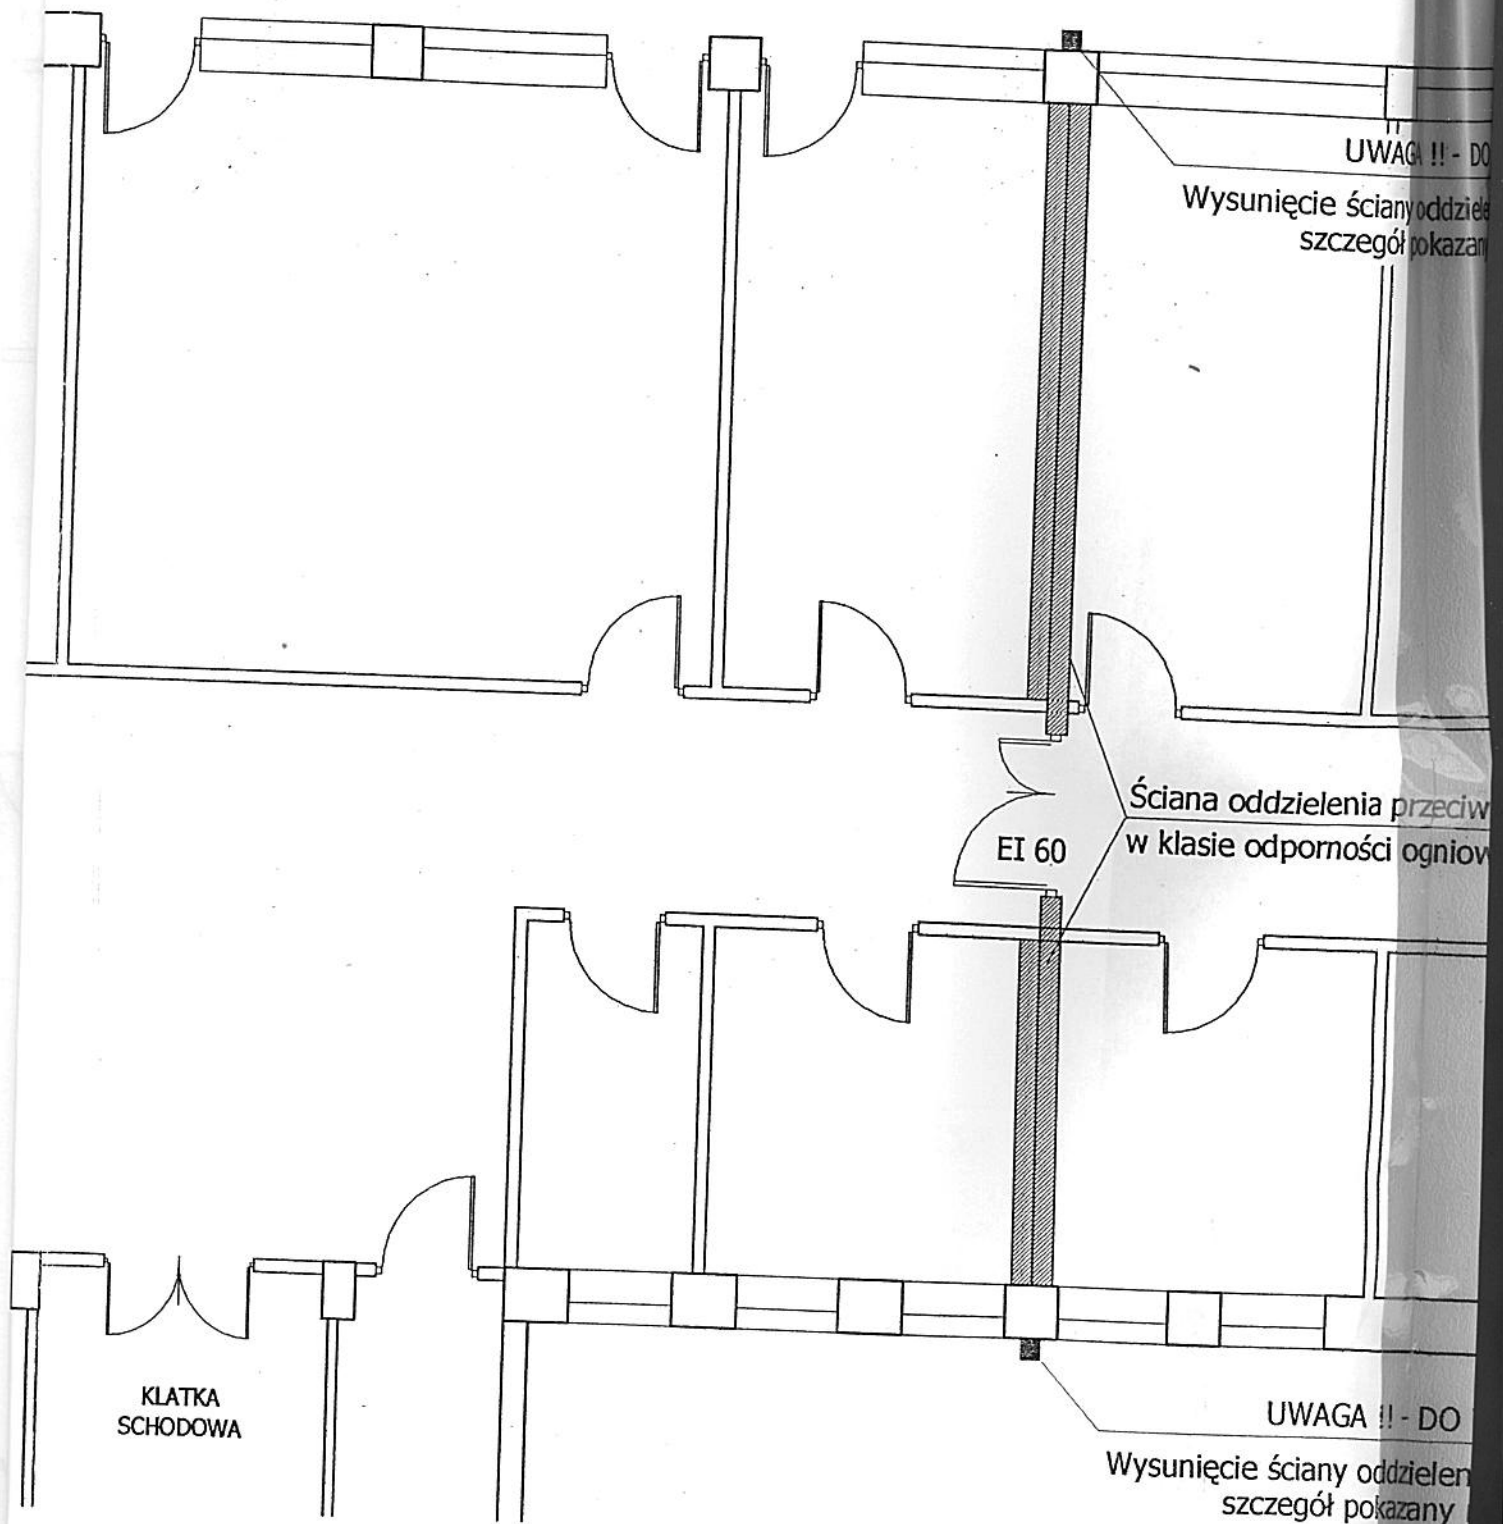 UWAGA !! - DO
Wysunięcie ściany oddziele
szczegół pokazany
Ściana oddzielenia przeciw
w klasie odporności ogniow
EI 60
KLATKA
SCHODOWA
UWAGA !! - DO
Wysunięcie ściany oddzielen
szczegół pokazany